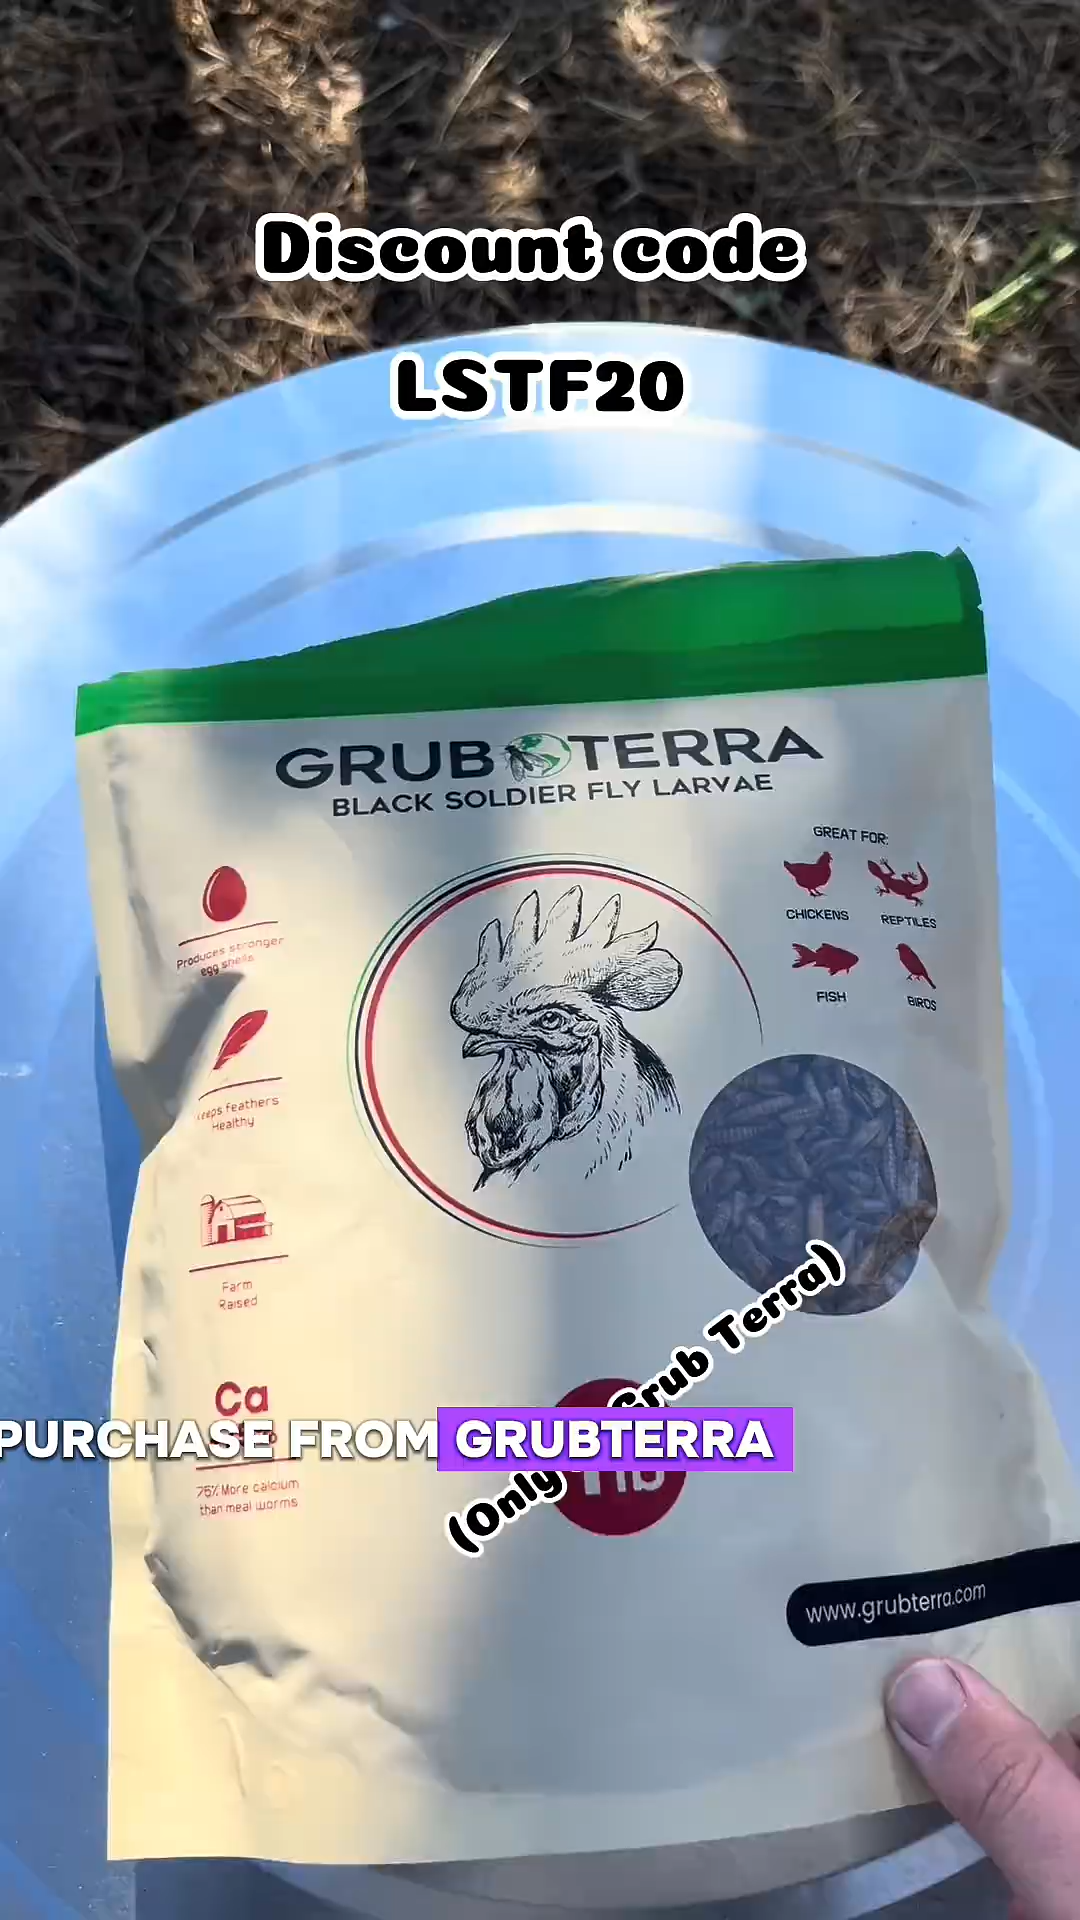 Discount code
LSTF20
GRUB TERRA
BLACK SOLDIER FLY LARVAE
GREAT FOR:
CHICKENS
REPTILES
FISH
BIRDS
Produces stronger
egg shells
Keeps feathers
Healthy
Farm
Raised
Ca
75% More calcium
than meal worms
PURCHASE FROM GRUBTERRA
(Only Grub Terra)
www.grubterra.com